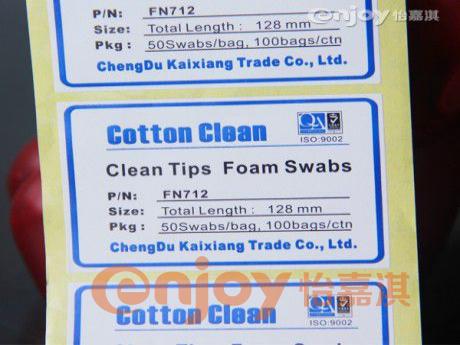 enjoy 怡嘉淇
P/N: FN712
Size: Total Length : 128 mm
Pkg : 50Swabs/bag, 100bags/ctn
ChengDu Kaixiang Trade Co., Ltd.
Cotton Clean
QA
ISO:9002
Clean Tips Foam Swabs
P/N: FN712
Size: Total Length : 128 mm
Pkg : 50Swabs/bag, 100bags/ctn
ChengDu Kaixiang Trade Co., Ltd.
enjoy 怡嘉淇
Cotton Clean
QA
ISO:9002